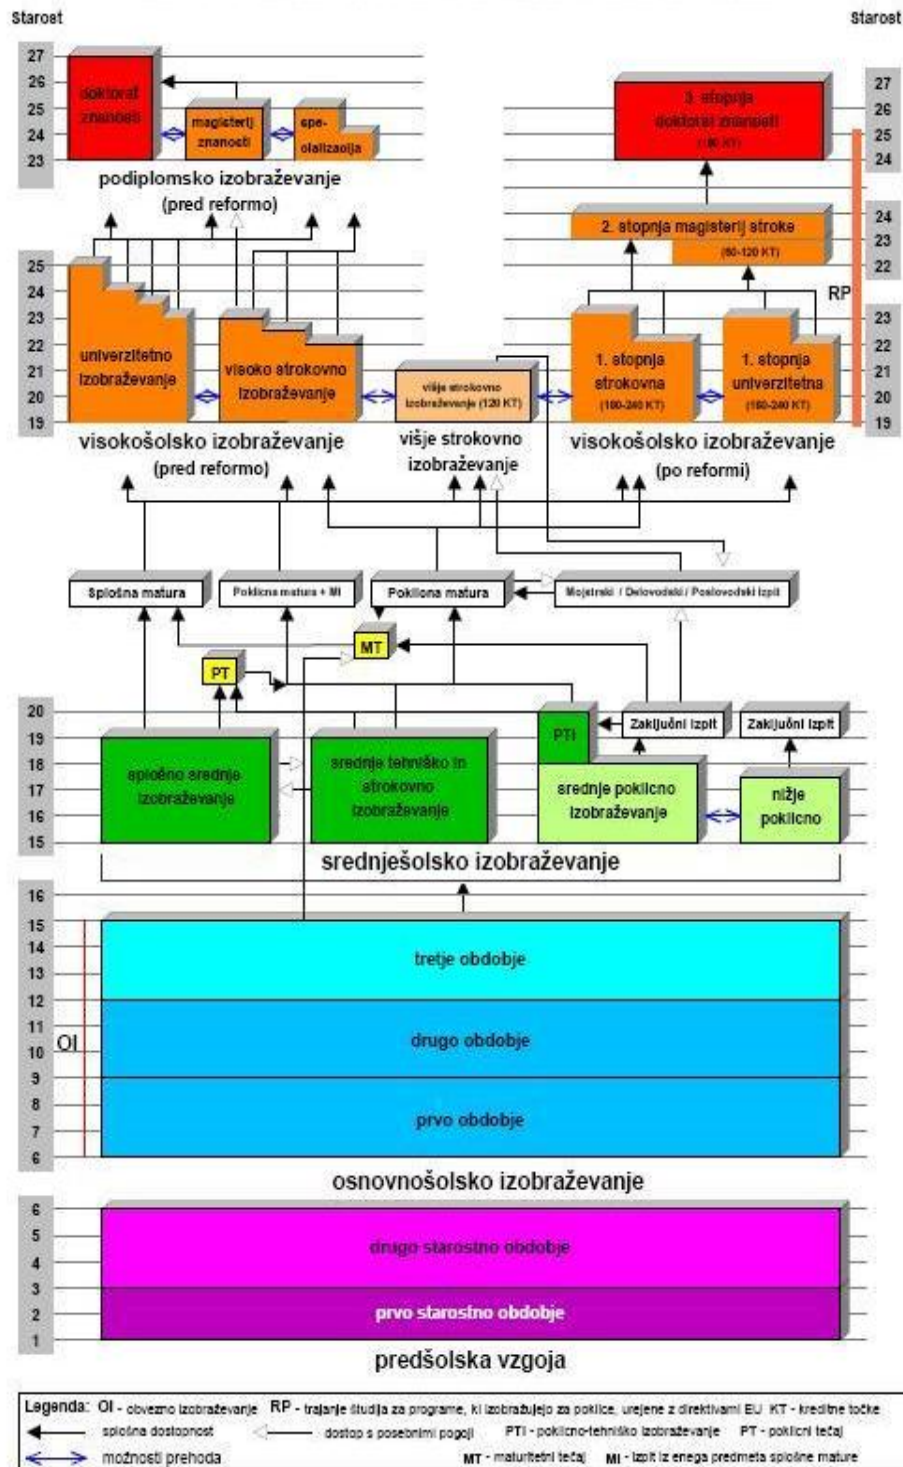 Starost
Starost
27
26
25
24
23
doktorat
znanosti
magisterij
znanosti
spe-
cializacija
podiplomsko izobraževanje
(pred reformo)
3. stopnja
doktorat znanosti
(180 KT)
27
26
25
24
2. stopnja magisterij stroke
(60-120 KT)
24
23
22
RP
25
24
23
22
21
20
19
univerzitetno
izobraževanje
visoko strokovno
izobraževanje
višje strokovno
izobraževanje (120 KT)
1. stopnja
strokovna
(180-240 KT)
1. stopnja
univerzitetna
(180-240 KT)
23
22
21
20
19
visokošolsko izobraževanje
(pred reformo)
višje strokovno
izobraževanje
visokošolsko izobraževanje
(po reformi)
Splošna matura
Poklicna matura + MI
Poklicna matura
Mojstrski / Delovodski / Poslovodski izpit
MT
PT
20
19
18
17
16
15
splošno srednje
izobraževanje
srednje tehniško in
strokovno
izobraževanje
PTI
Zaključni izpit
Zaključni izpit
srednje poklicno
izobraževanje
nižje
poklicno
srednješolsko izobraževanje
16
15
14
13
12
11
10
9
8
7
6
OI
tretje obdobje
drugo obdobje
prvo obdobje
osnovnošolsko izobraževanje
6
5
4
3
2
1
drugo starostno obdobje
prvo starostno obdobje
predšolska vzgoja
Legenda: OI - obvezno izobraževanje RP - trajanje študija za programe, ki izobražujejo za poklice, urejene z direktivami EU KT - kreditne točke
splošna dostopnost dostop s posebnimi pogoji PTI - poklicno-tehniško izobraževanje PT - poklicni tečaj
možnosti prehoda MT - maturitetni tečaj MI - izpit iz enega predmeta splošne mature